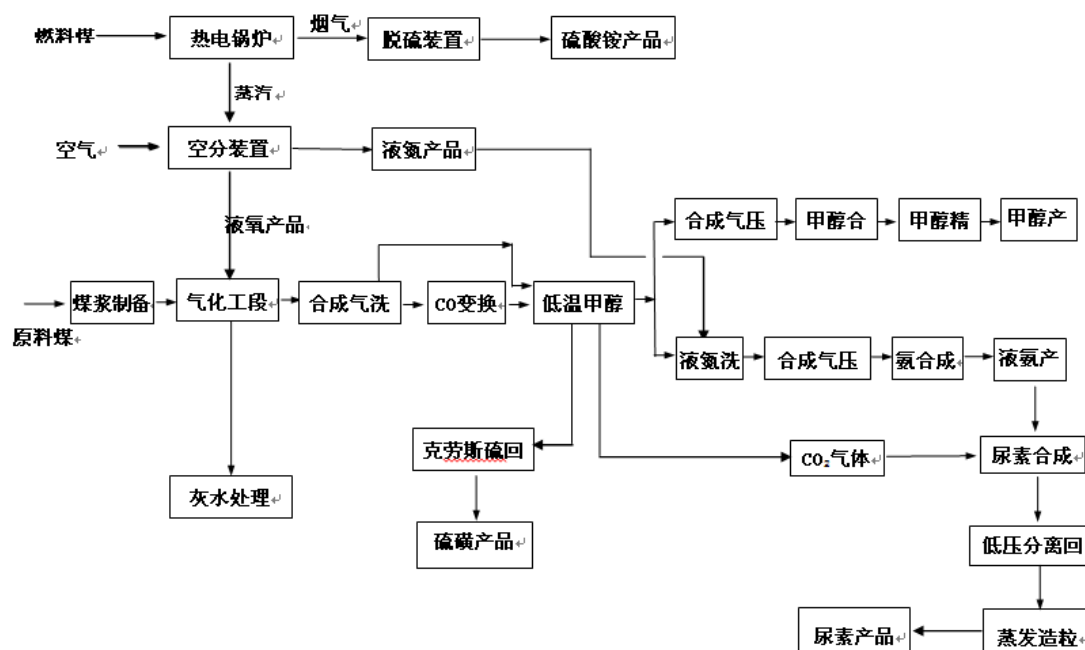 燃料煤
热电锅炉
烟气
脱硫装置
硫酸铵产品
蒸汽
空气
空分装置
液氮产品
液氧产品
合成气压
甲醇合
甲醇精
甲醇产
原料煤
煤浆制备
气化工段
合成气洗
CO变换
低温甲醇
液氮洗
合成气压
氨合成
液氨产
克劳斯硫回
CO₂气体
尿素合成
灰水处理
硫磺产品
低压分离回
尿素产品
蒸发造粒